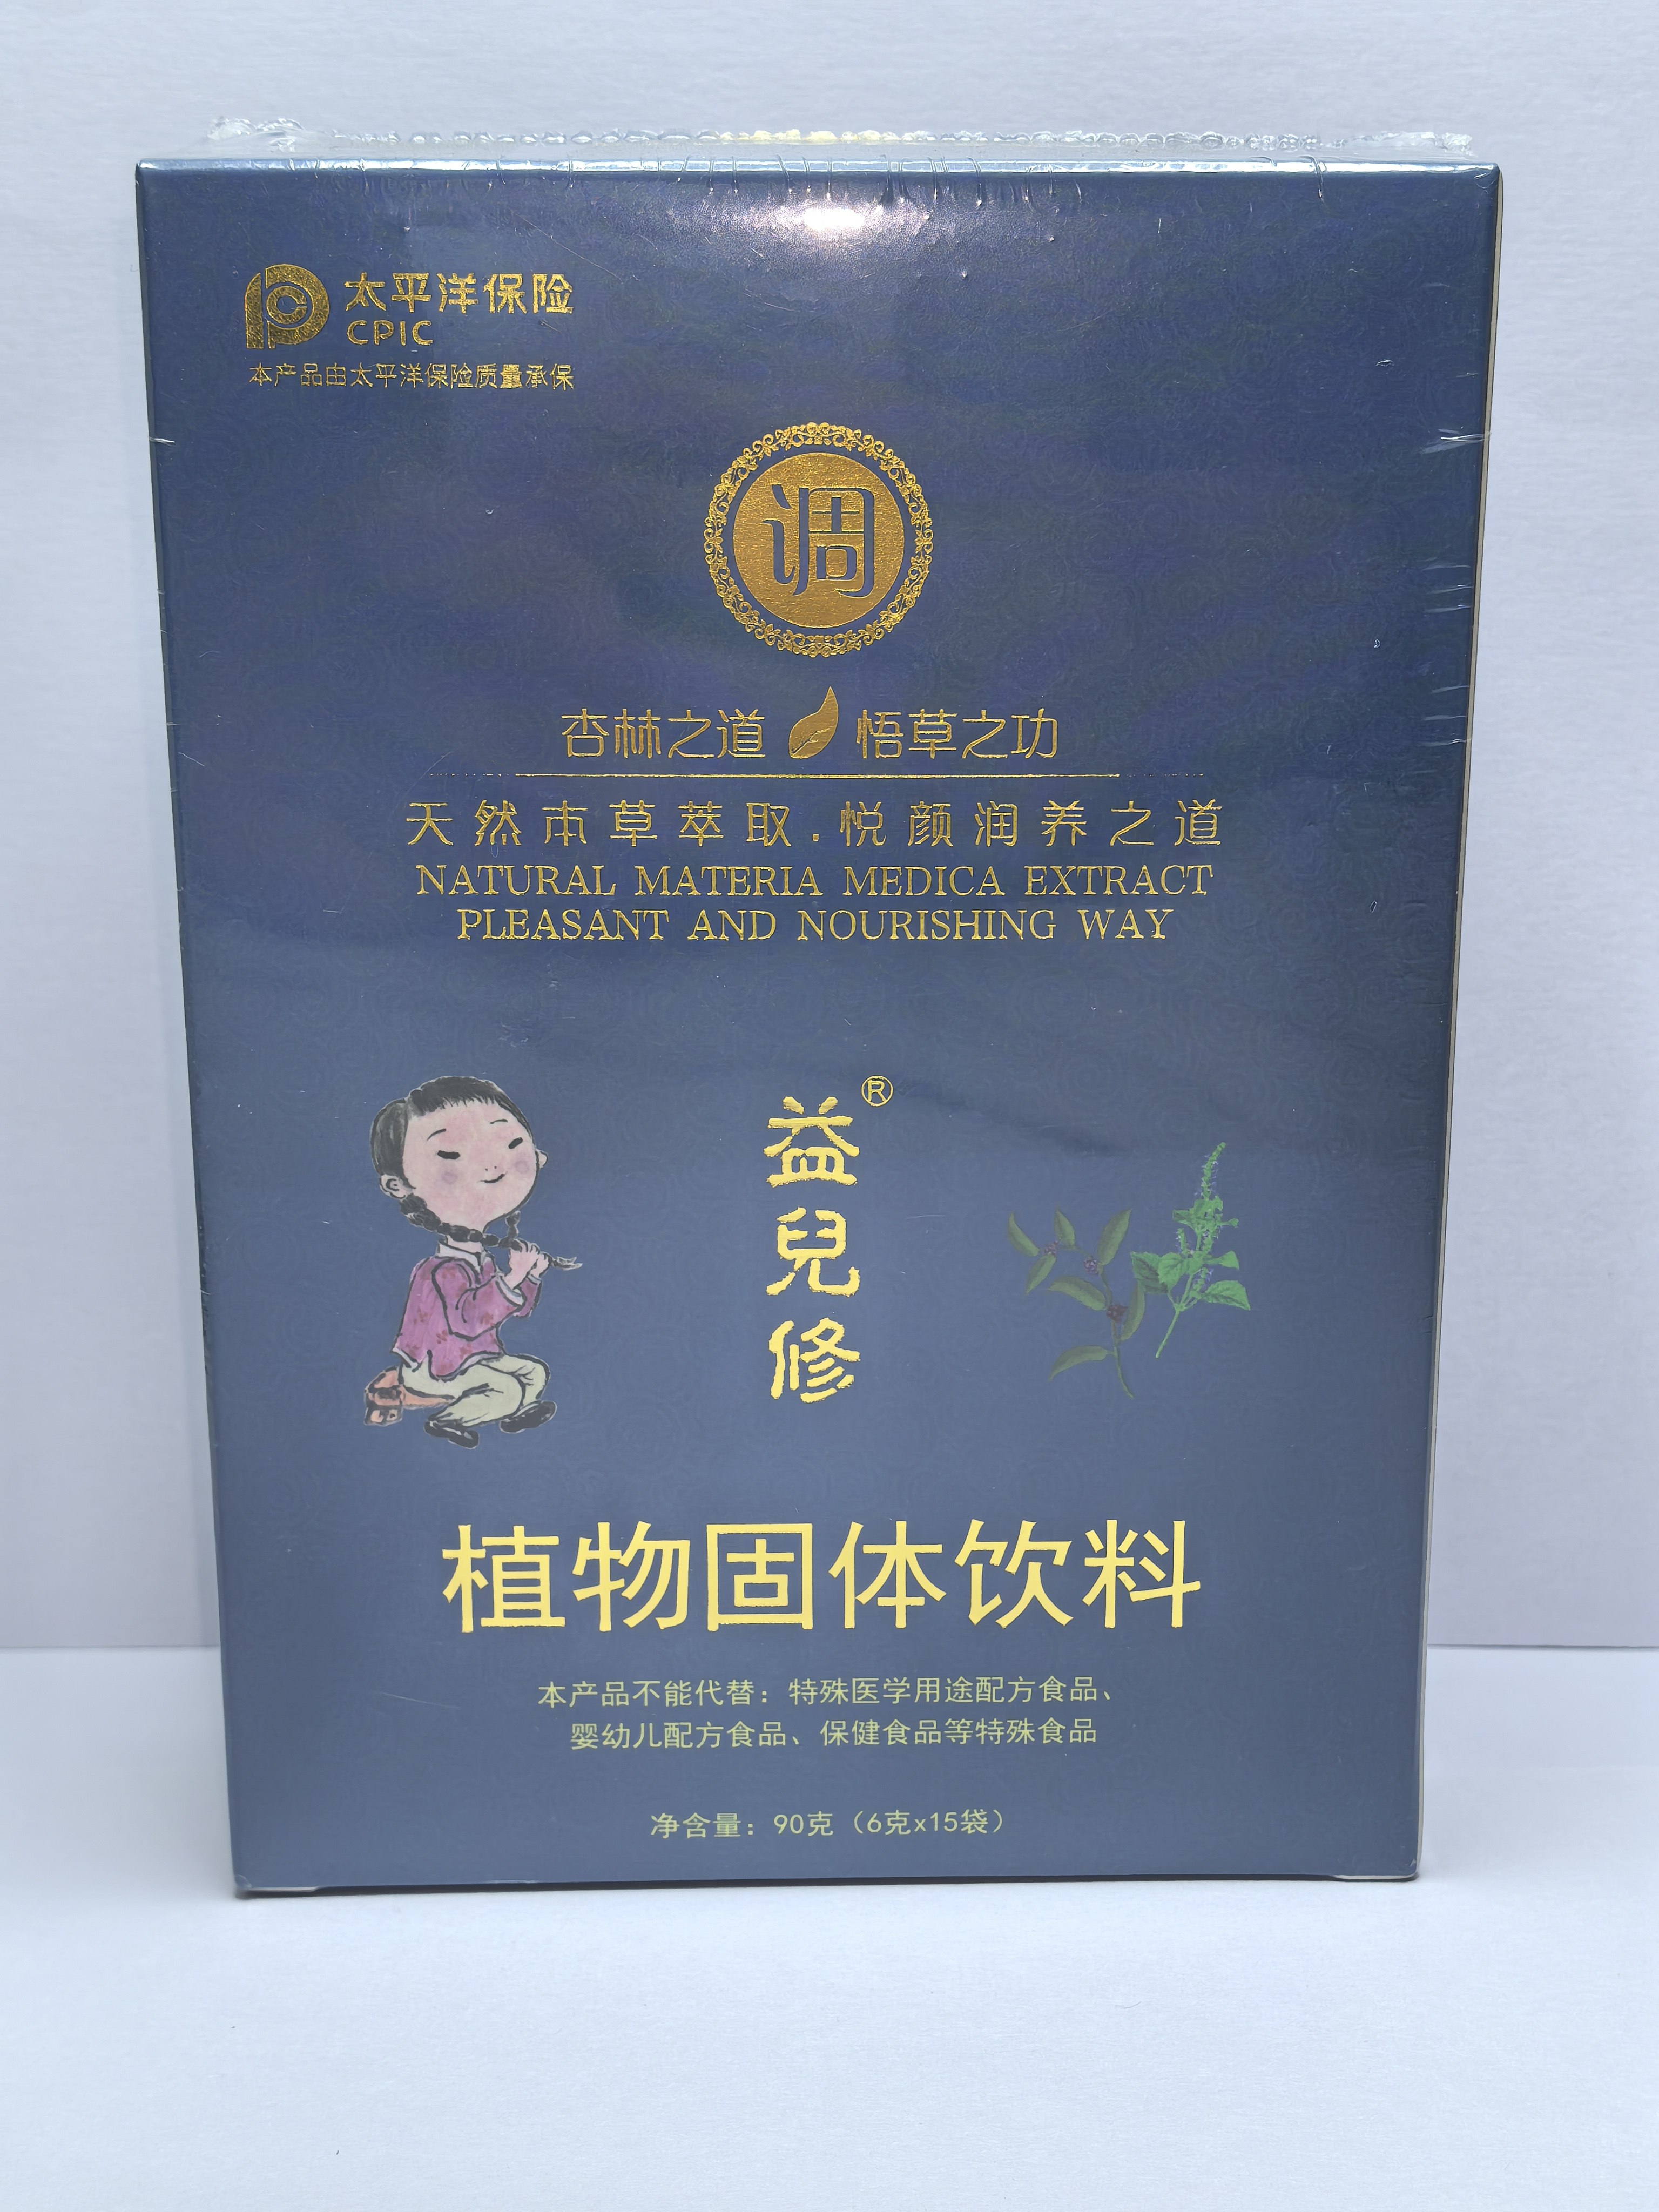 太平洋保险
CPIC
本产品由太平洋保险质量承保
调
杏林之道 悟草之功
天然本草萃取.悦颜润养之道
NATURAL MATERIA MEDICA EXTRACT
PLEASANT AND NOURISHING WAY
益兒修®
植物固体饮料
本产品不能代替：特殊医学用途配方食品、
婴幼儿配方食品、保健食品等特殊食品
净含量：90克（6克x15袋）